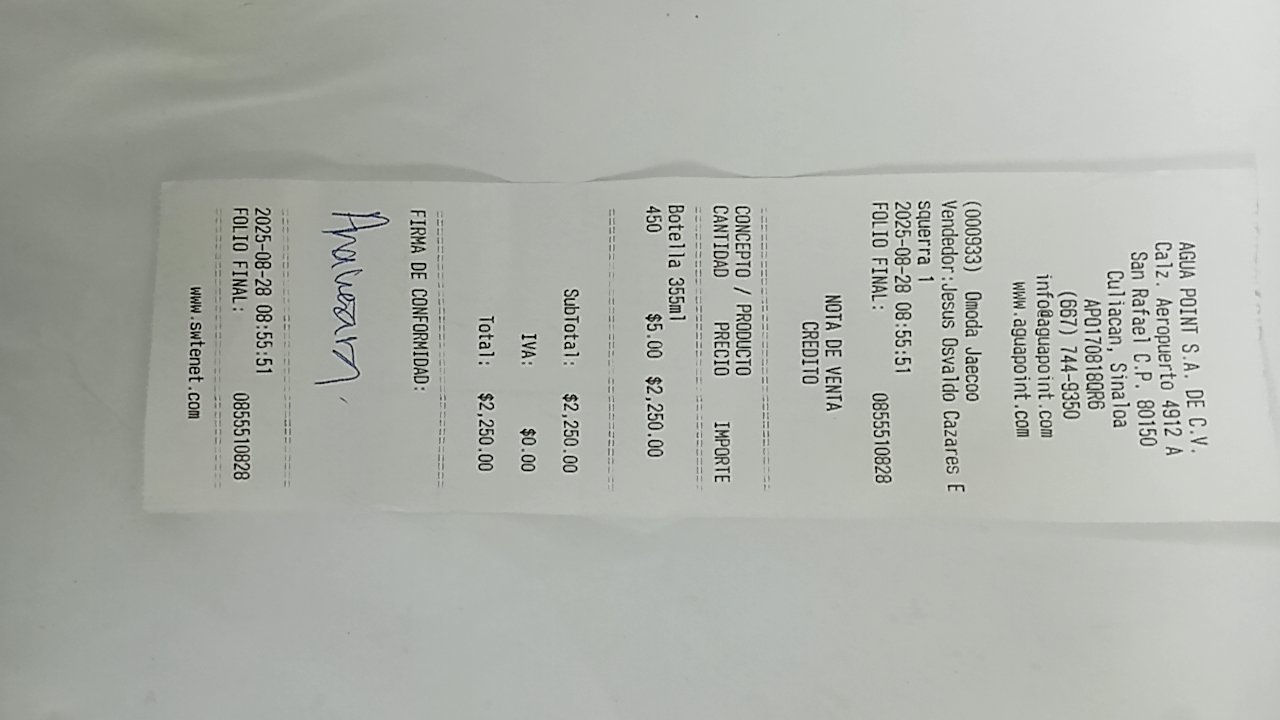 AGUA POINT S.A. DE C.V.
Calz. Aeropuerto 4912 A
San Rafael C.P. 80150
Culiacan, Sinaloa
APO170818QR6
(667) 744-9350
info@aguapoint.com
www.aguapoint.com
(000933) Omoda Jaecoo
Vendedor:Jesus Osvaldo Cazares E
squerra 1
2025-08-28 08:55:51
FOLIO FINAL: 0855510828
NOTA DE VENTA
CREDITO
CONCEPTO / PRODUCTO
CANTIDAD PRECIO IMPORTE
Botella 355ml
450 $5.00 $2,250.00
SubTotal: $2,250.00
IVA: $0.00
Total: $2,250.00
FIRMA DE CONFORMIDAD:
2025-08-28 08:55:51
FOLIO FINAL: 0855510828
www.swtenet.com